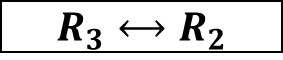 R₃ ↔ R₂